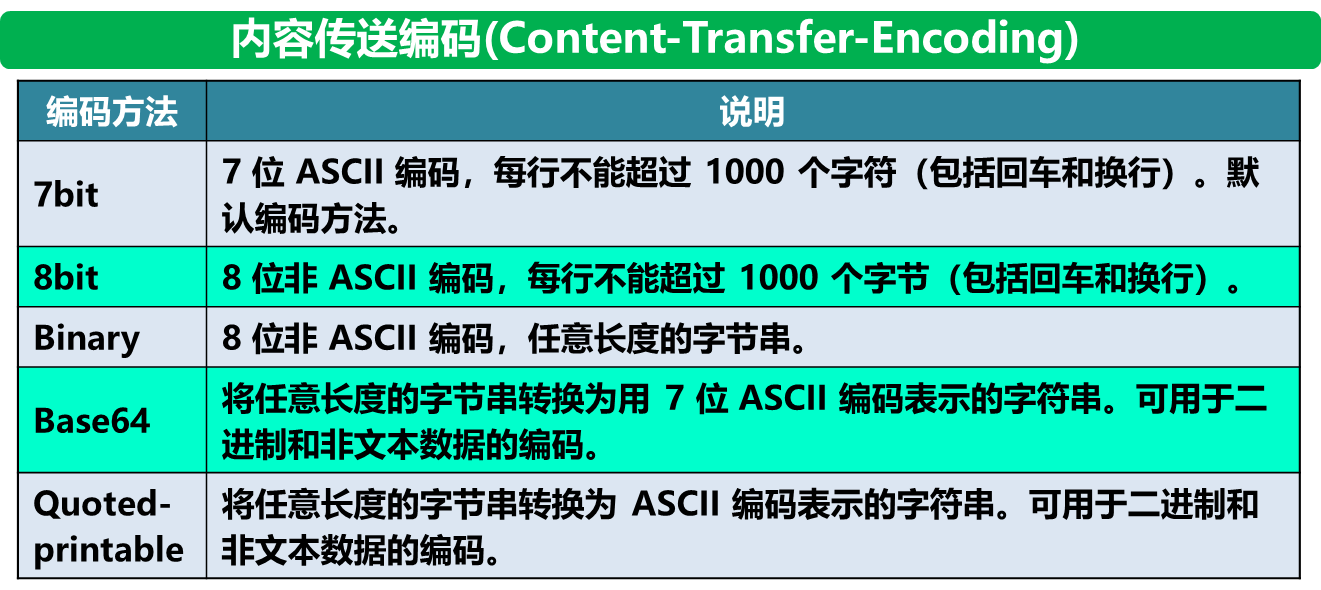 内容传送编码(Content-Transfer-Encoding)
编码方法
说明
7bit
7 位 ASCII 编码，每行不能超过 1000 个字符（包括回车和换行）。默
认编码方法。
8bit
8 位非 ASCII 编码，每行不能超过 1000 个字节（包括回车和换行）。
Binary
8 位非 ASCII 编码，任意长度的字节串。
Base64
将任意长度的字节串转换为用 7 位 ASCII 编码表示的字符串。可用于二
进制和非文本数据的编码。
Quoted-
printable
将任意长度的字节串转换为 ASCII 编码表示的字符串。可用于二进制和
非文本数据的编码。